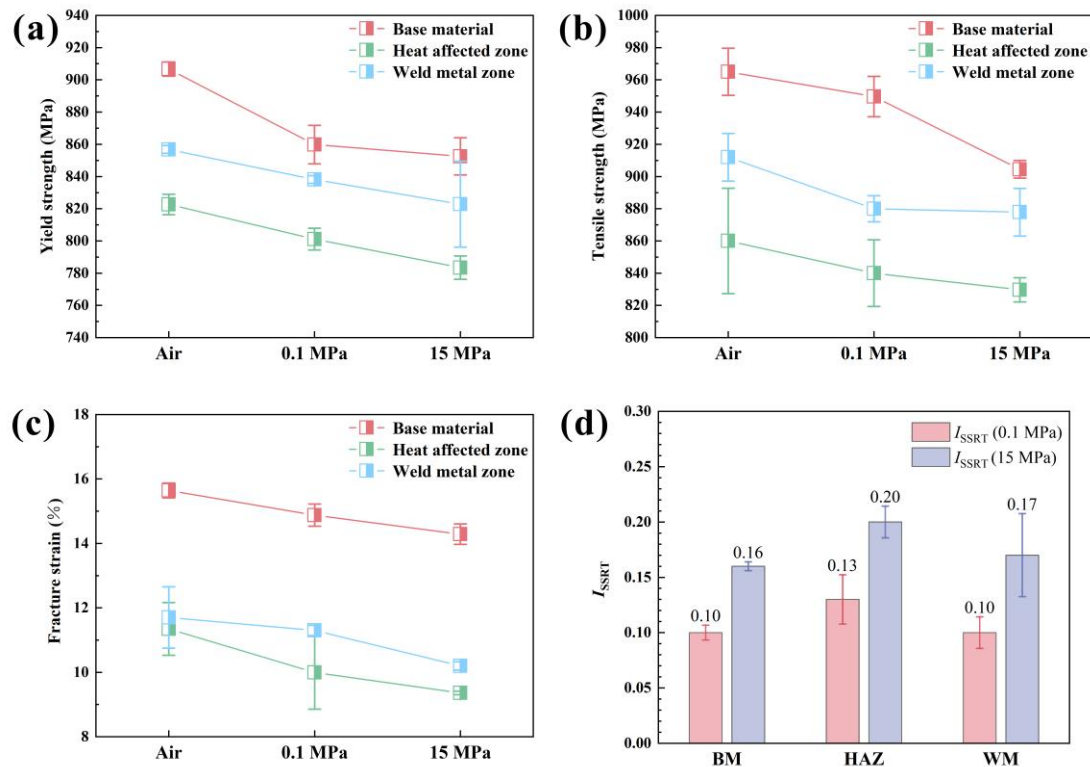 (a)
940
920
900
880
860
840
820
800
780
760
740
Yield strength (MPa)
Base material
Heat affected zone
Weld metal zone
Air
0.1 MPa
15 MPa
(b)
1000
980
960
940
920
900
880
860
840
820
800
Tensile strength (MPa)
Base material
Heat affected zone
Weld metal zone
Air
0.1 MPa
15 MPa
(c)
18
16
14
12
10
8
Fracture strain (%)
Base material
Heat affected zone
Weld metal zone
Air
0.1 MPa
15 MPa
(d)
0.30
0.25
0.20
0.15
0.10
0.05
0.00
ISSRT
ISSRT (0.1 MPa)
ISSRT (15 MPa)
0.10
0.16
0.13
0.20
0.10
0.17
BM
HAZ
WM